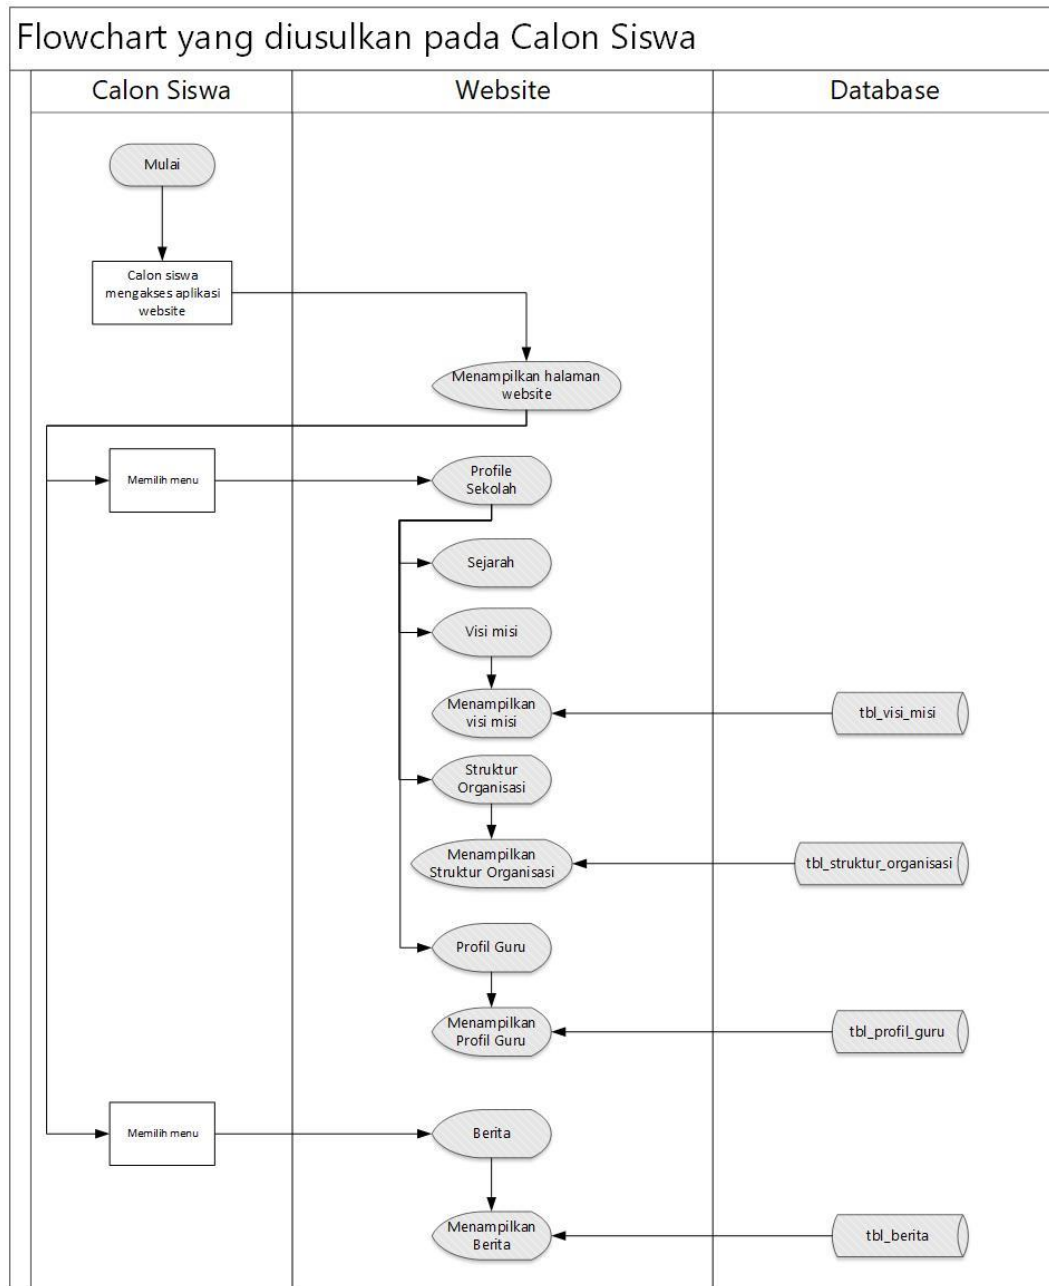 Flowchart yang diusulkan pada Calon Siswa
Calon Siswa
Website
Database
Mulai
Calon siswa
mengakses aplikasi
website
Menampilkan halaman
website
Memilih menu
Profile
Sekolah
Sejarah
Visi misi
Menampilkan
visi misi
tbl_visi_misi
Struktur
Organisasi
Menampilkan
Struktur Organisasi
tbl_struktur_organisasi
Profil Guru
Menampilkan
Profil Guru
tbl_profil_guru
Memilih menu
Berita
Menampilkan
Berita
tbl_berita